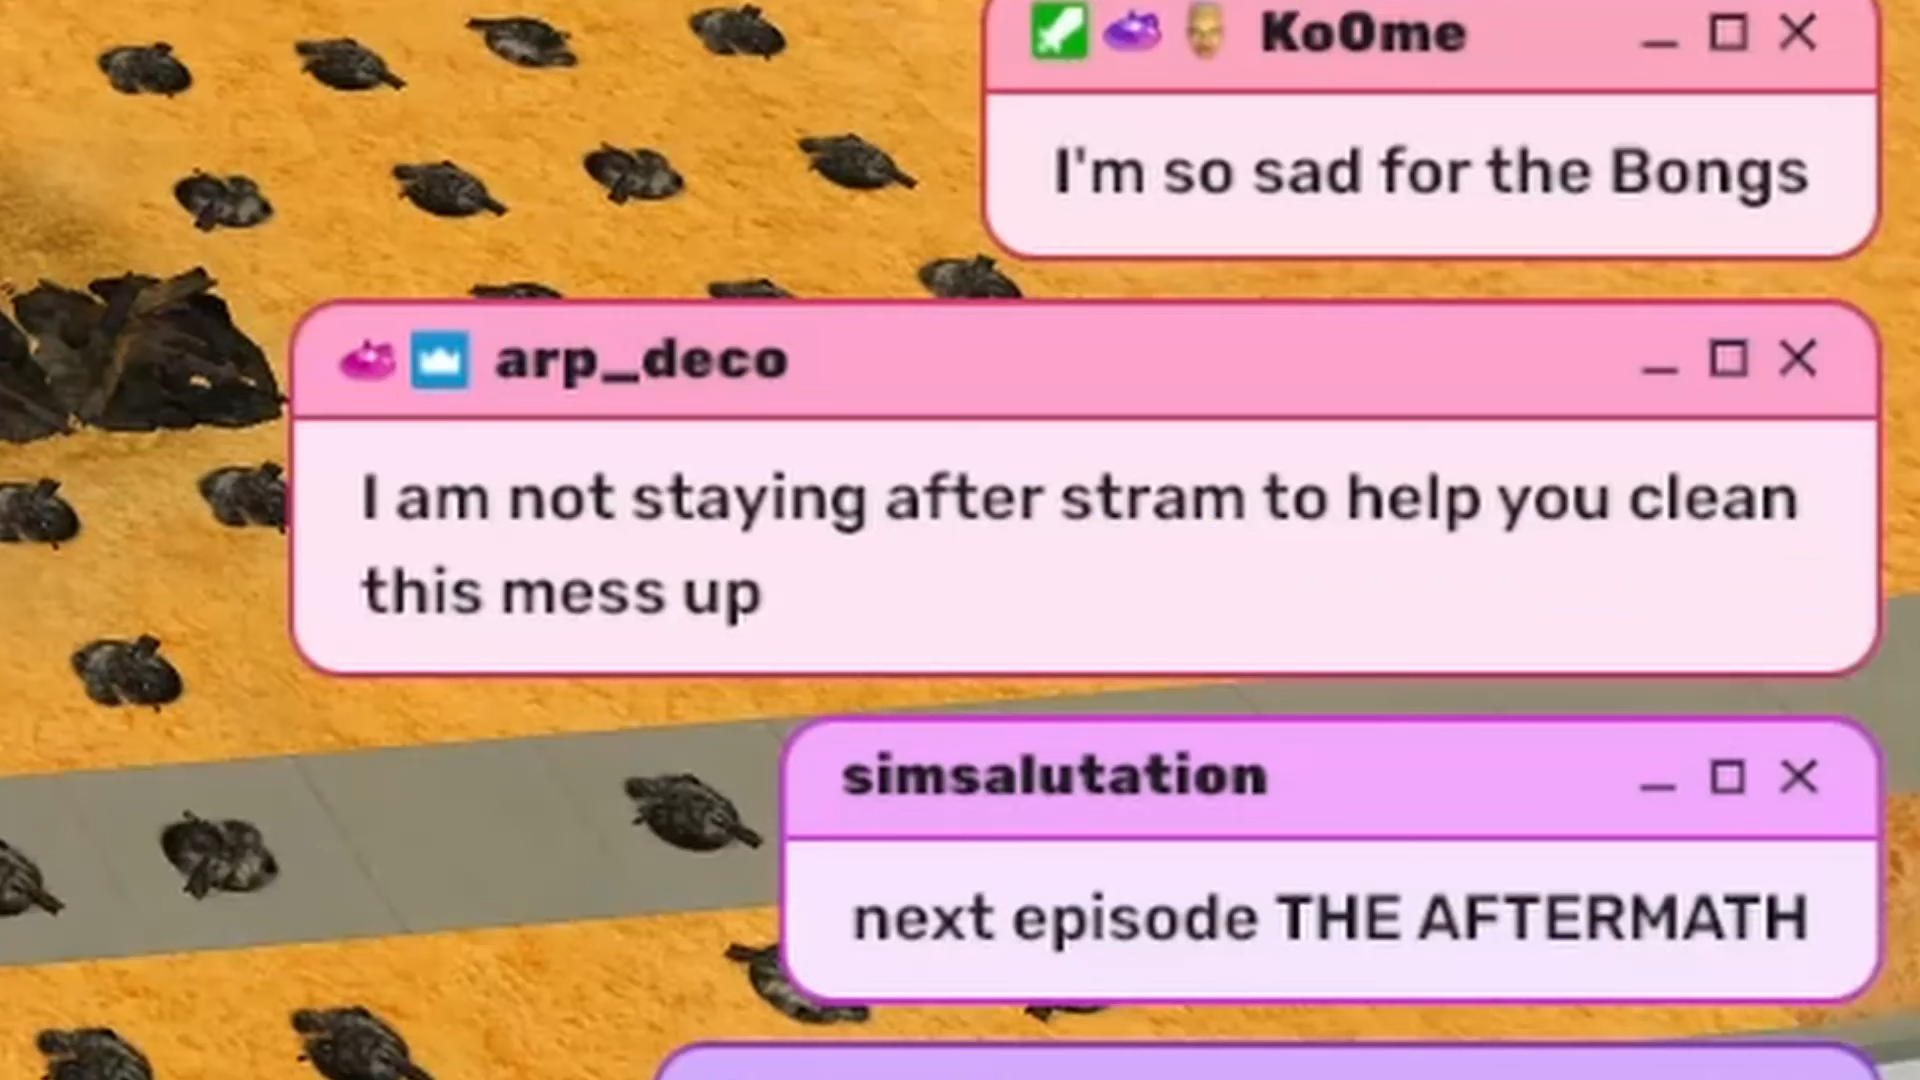 KoOme
I'm so sad for the Bongs
arp_deco
I am not staying after stram to help you clean
this mess up
simsalutation
next episode THE AFTERMATH